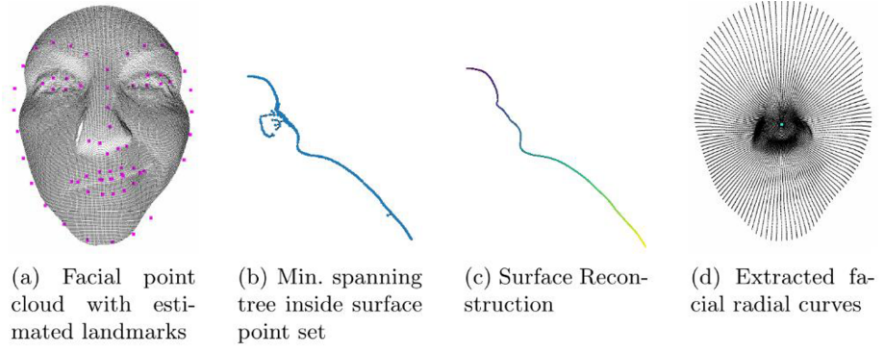 (a) Facial point
cloud with esti-
mated landmarks
(b) Min. spanning
tree inside surface
point set
(c) Surface Recon-
struction
(d) Extracted fa-
cial radial curves